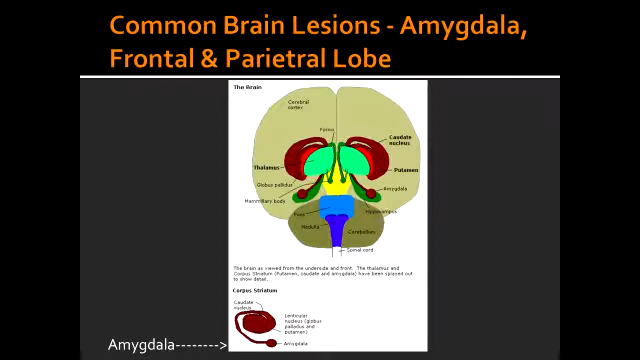 Common Brain Lesions - Amygdala,
Frontal & Parietral Lobe
The Brain
Cerebral
cortex
Fornix
Caudate
nucleus
Thalamus
Putamen
Globus pallidus
Amygdala
Mammillary body
Hippocampus
Pons
Medulla
Cerebellum
Spinal cord
The brain as viewed from the underside and front. The thalamus and
Corpus Striatum (Putamen, caudate and amygdala) have been splayed out
to show detail.
Corpus Striatum
Caudate
nucleus
Lenticular
nucleus (globus
pallidus and
putamen)
Amygdala
Amygdala-------->